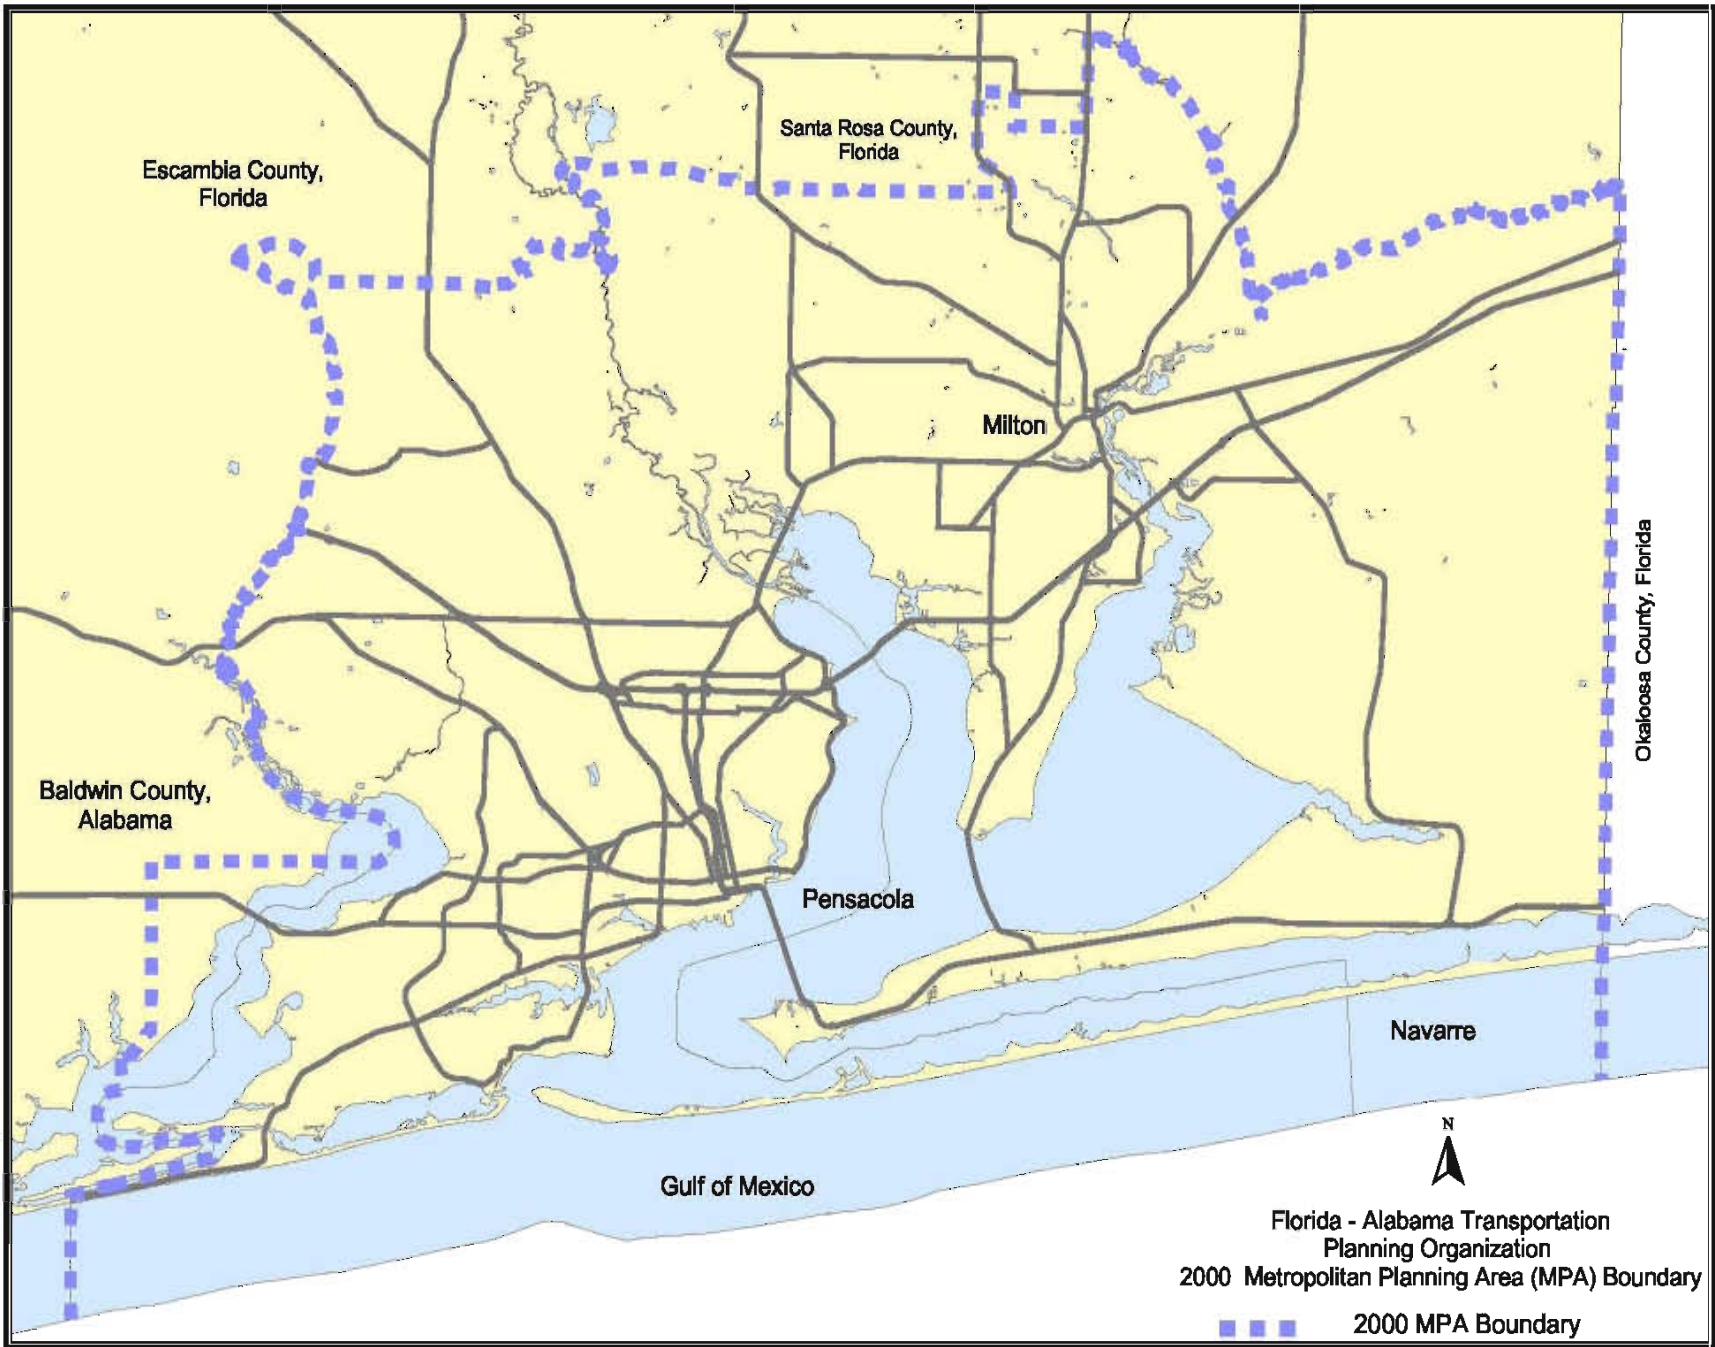 Santa Rosa County,
Florida
Escambia County,
Florida
Milton
Okaloosa County, Florida
Baldwin County,
Alabama
Pensacola
Navarre
Gulf of Mexico
N
Florida - Alabama Transportation
Planning Organization
2000 Metropolitan Planning Area (MPA) Boundary
2000 MPA Boundary